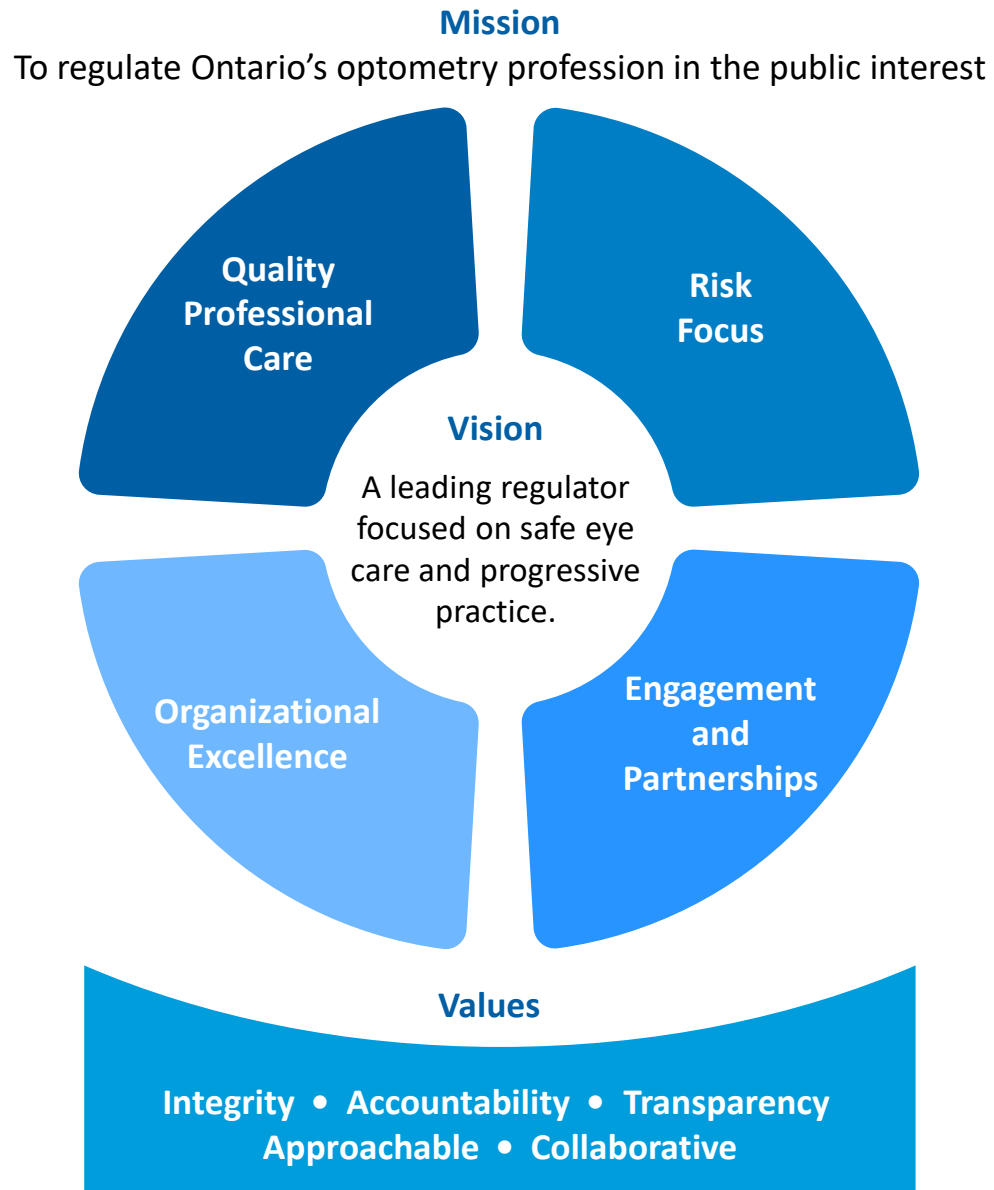 Mission
To regulate Ontario’s optometry profession in the public interest
Quality
Professional
Care
Risk
Focus
Vision
A leading regulator
focused on safe eye
care and progressive
practice.
Organizational
Excellence
Engagement
and
Partnerships
Values
Integrity • Accountability • Transparency
Approachable • Collaborative